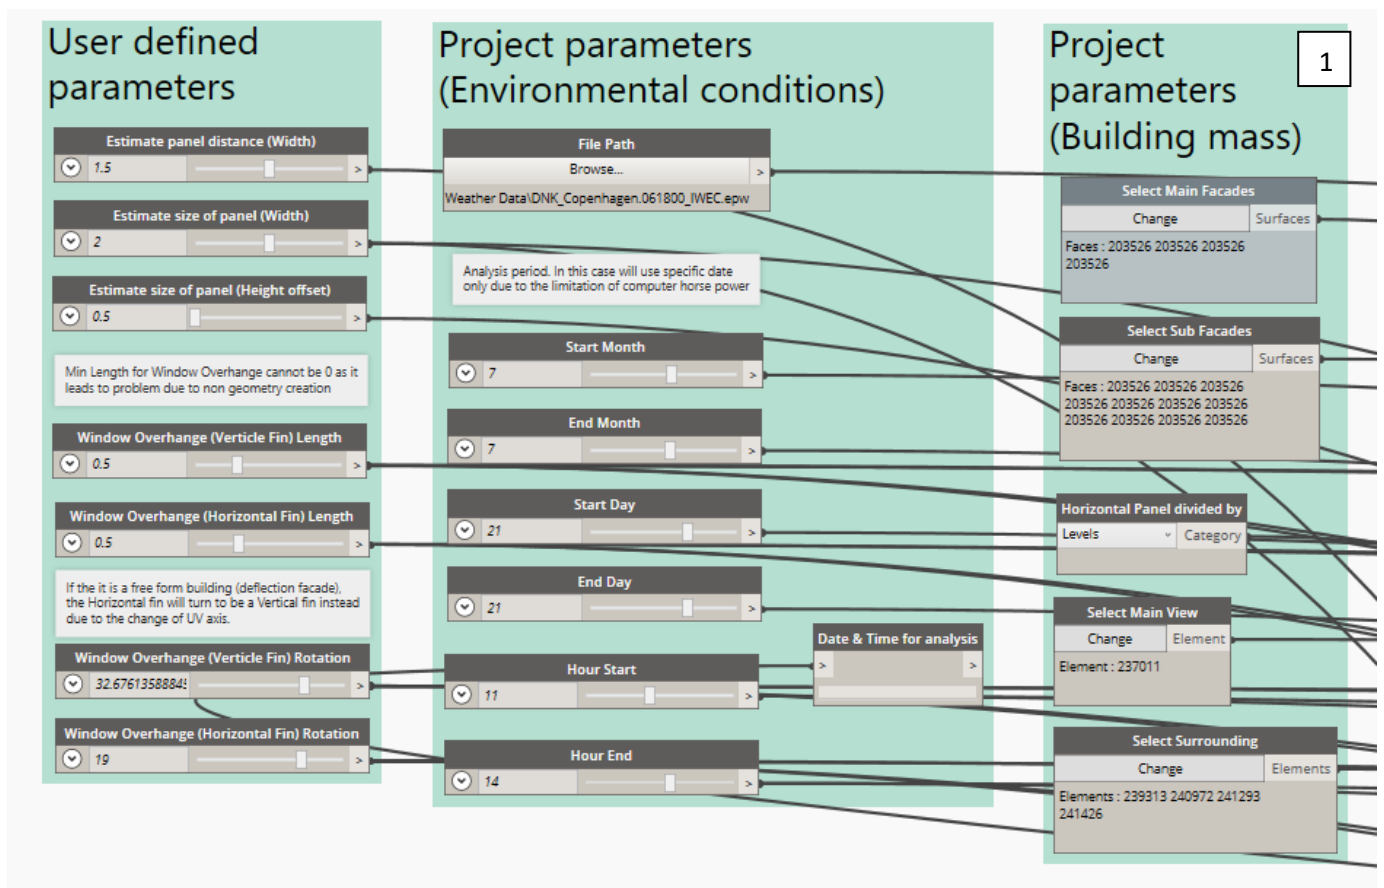 User defined
parameters
Estimate panel distance (Width)
1.5
>
Estimate size of panel (Width)
2
>
Estimate size of panel (Height offset)
0.5
>
Min Length for Window Overhange cannot be 0 as it
leads to problem due to non geometry creation
Window Overhange (Verticle Fin) Length
0.5
>
Window Overhange (Horizontal Fin) Length
0.5
>
If the it is a free form building (deflection facade),
the Horizontal fin will turn to be a Vertical fin instead
due to the change of UV axis.
Window Overhange (Verticle Fin) Rotation
32.6761358884
>
Window Overhange (Horizontal Fin) Rotation
19
>
Project parameters
(Environmental conditions)
File Path
Browse...
>
Weather Data\DNK_Copenhagen.061800_IWEC.epw
Analysis period. In this case will use specific date
only due to the limitation of computer horse power
Start Month
7
>
End Month
7
>
Start Day
21
>
End Day
21
>
Hour Start
11
>
Hour End
14
>
Date & Time for analysis
> >
Project
parameters
(Building mass)
1
Select Main Facades
Change Surfaces
Faces : 203526 203526 203526
203526
Select Sub Facades
Change Surfaces
Faces : 203526 203526 203526
203526 203526 203526 203526
203526 203526 203526 203526
Horizontal Panel divided by
Levels Category
Select Main View
Change Element
Element : 237011
Select Surrounding
Change Elements
Elements : 239313 240972 241293
241426